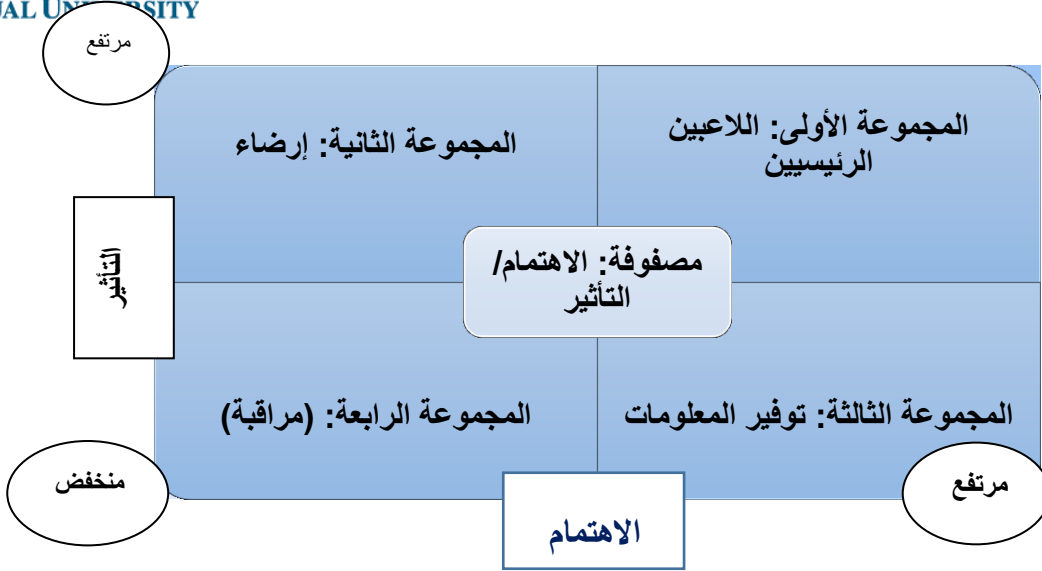 UNIVERSITY
مرتفع
المجموعة الأولى: اللاعبين
الرئيسيين
المجموعة الثانية: إرضاء
التأثير
مصفوفة: الاهتمام/
التأثير
المجموعة الثالثة: توفير المعلومات
المجموعة الرابعة: (مراقبة)
منخفض
مرتفع
الاهتمام